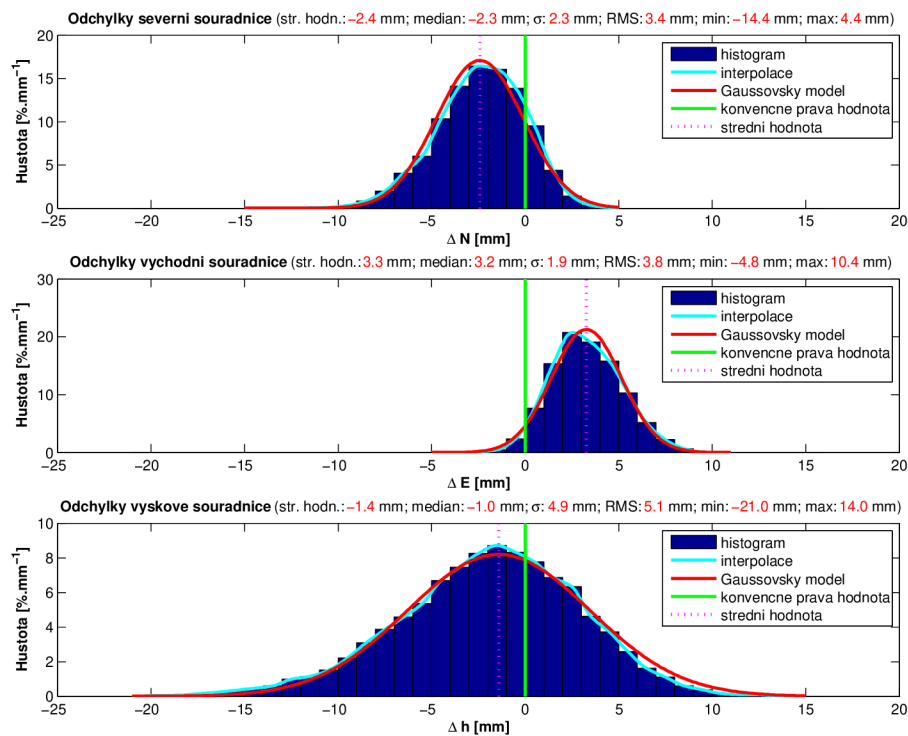 Odchylky severni souradnice (str. hodn.:−2.4 mm; median:−2.3 mm; σ:2.3 mm; RMS:3.4 mm; min:−14.4 mm; max:4.4 mm)
20
15
10
5
0
Hustota [%.mm⁻¹]
histogram
interpolace
Gaussovsky model
konvencne prava hodnota
stredni hodnota
−25 −20 −15 −10 −5 0 5 10 15 20
Δ N [mm]
Odchylky vychodni souradnice (str. hodn.:3.3 mm; median:3.2 mm; σ:1.9 mm; RMS:3.8 mm; min:−4.8 mm; max:10.4 mm)
30
20
10
0
Hustota [%.mm⁻¹]
histogram
interpolace
Gaussovsky model
konvencne prava hodnota
stredni hodnota
−25 −20 −15 −10 −5 0 5 10 15 20
Δ E [mm]
Odchylky vyskove souradnice (str. hodn.:−1.4 mm; median:−1.0 mm; σ:4.9 mm; RMS:5.1 mm; min:−21.0 mm; max:14.0 mm)
10
8
6
4
2
0
Hustota [%.mm⁻¹]
histogram
interpolace
Gaussovsky model
konvencne prava hodnota
stredni hodnota
−25 −20 −15 −10 −5 0 5 10 15 20
Δ h [mm]